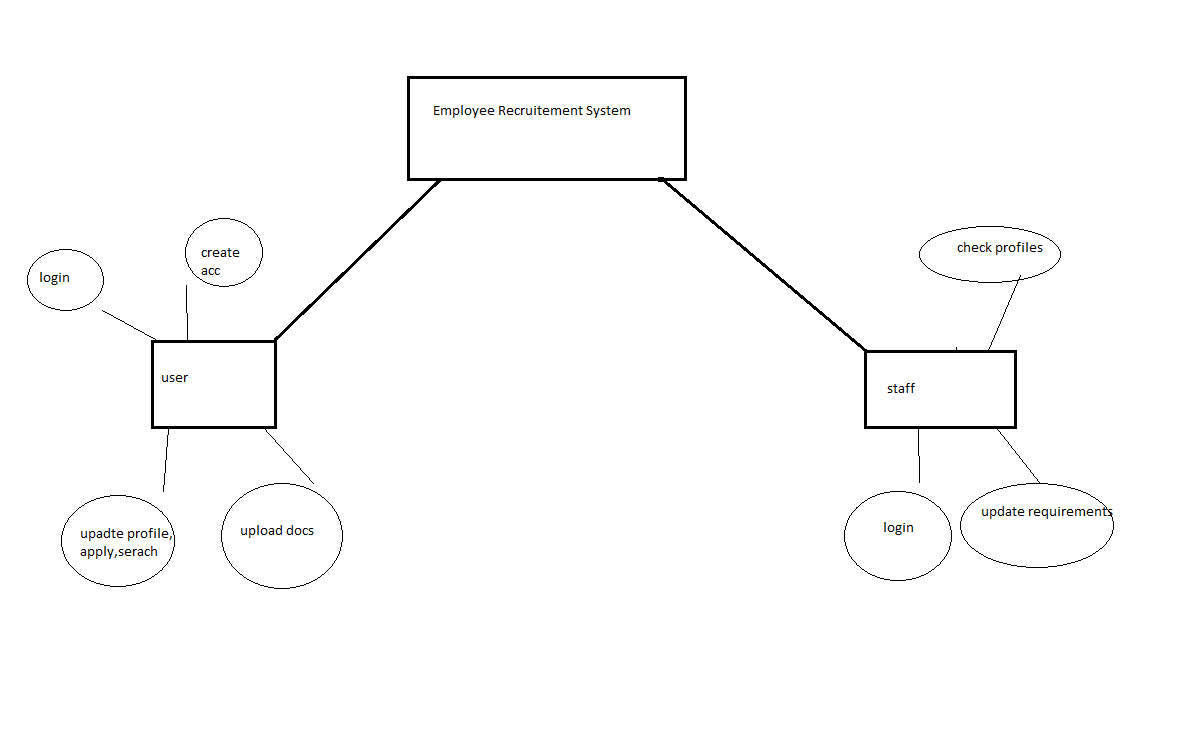 Employee Recruitement System
create
acc
login
check profiles
user
staff
upadte profile,
apply,serach
upload docs
login
update requirements